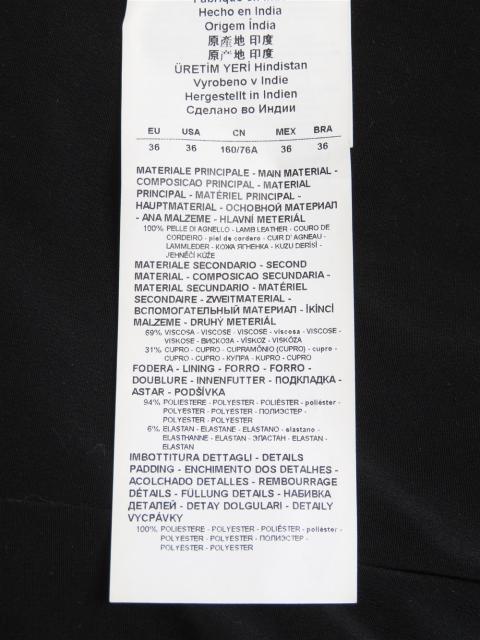 Fabriqué en Inde
Hecho en India
Origem Índia
原產地 印度
原产地 印度
ÜRETİM YERİ Hindistan
Vyrobeno v Indie
Hergestellt in Indien
Сделано во Индии
EU USA CN MEX BRA
36 36 160/76A 36 36
MATERIALE PRINCIPALE - MAIN MATERIAL -
COMPOSICAO PRINCIPAL - MATERIAL
PRINCIPAL - MATÉRIEL PRINCIPAL -
HAUPTMATERIAL - ОСНОВНОЙ МАТЕРИАЛ
- ANA MALZEME - HLAVNÍ METERIÁL
100% PELLE DI AGNELLO - LAMB LEATHER - COURO DE
CORDEIRO - piel de cordero - CUIR D' AGNEAU -
LAMMLEDER - КОЖА ЯГНЕНКА - KUZU DERİSİ -
JEHNĚČÍ KŮŽE
MATERIALE SECONDARIO - SECOND
MATERIAL - COMPOSICAO SECUNDARIA -
MATERIAL SECUNDARIO - MATÉRIEL
SECONDAIRE - ZWEITMATERIAL -
ВСПОМОГАТЕЛЬНЫЙ МАТЕРИАЛ - İKİNCİ
MALZEME - DRUHÝ METERIÁL
69% VISCOSA - VISCOSE - VISCOSE - viscosa - VISCOSE -
VISKOSE - ВИСКОЗА - VİSKOZ - VISKÓZA
31% CUPRO - CUPRO - CUPRAMÔNIO (CUPRO) - cupro -
CUPRO - CUPRO - КУПРА - KUPRO - CUPRO
FODERA - LINING - FORRO - FORRO -
DOUBLURE - INNENFUTTER - ПОДКЛАДКА -
ASTAR - PODŠÍVKA
94% POLIESTERE - POLYESTER - POLIÉSTER - poliéster -
POLYESTER - POLYESTER - ПОЛИЭСТЕР -
POLYESTER - POLYESTER
6% ELASTAN - ELASTANE - ELASTANO - elastano -
ELASTHANNE - ELASTAN - ЭЛАСТАН - ELASTAN -
ELASTAN
IMBOTTITURA DETTAGLI - DETAILS
PADDING - ENCHIMENTO DOS DETALHES -
ACOLCHADO DETALLES - REMBOURRAGE
DÉTAILS - FÜLLUNG DETAILS - НАБИВКА
ДЕТАЛЕЙ - DETAY DOLGULARI - DETAILY
VYCPÁVKY
100% POLIESTERE - POLYESTER - POLIÉSTER - poliéster -
POLYESTER - POLYESTER - ПОЛИЭСТЕР -
POLYESTER - POLYESTER